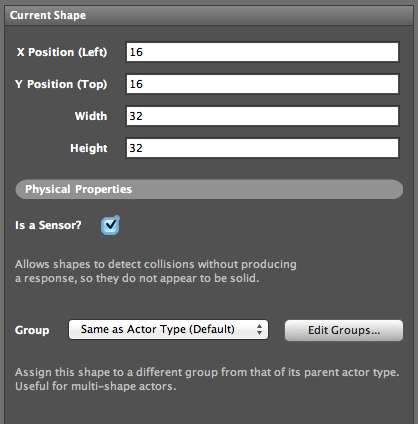 Current Shape
X Position (Left) 16
Y Position (Top) 16
Width 32
Height 32
Physical Properties
Is a Sensor?
Allows shapes to detect collisions without producing
a response, so they do not appear to be solid.
Group Same as Actor Type (Default) Edit Groups...
Assign this shape to a different group from that of its parent actor type.
Useful for multi-shape actors.